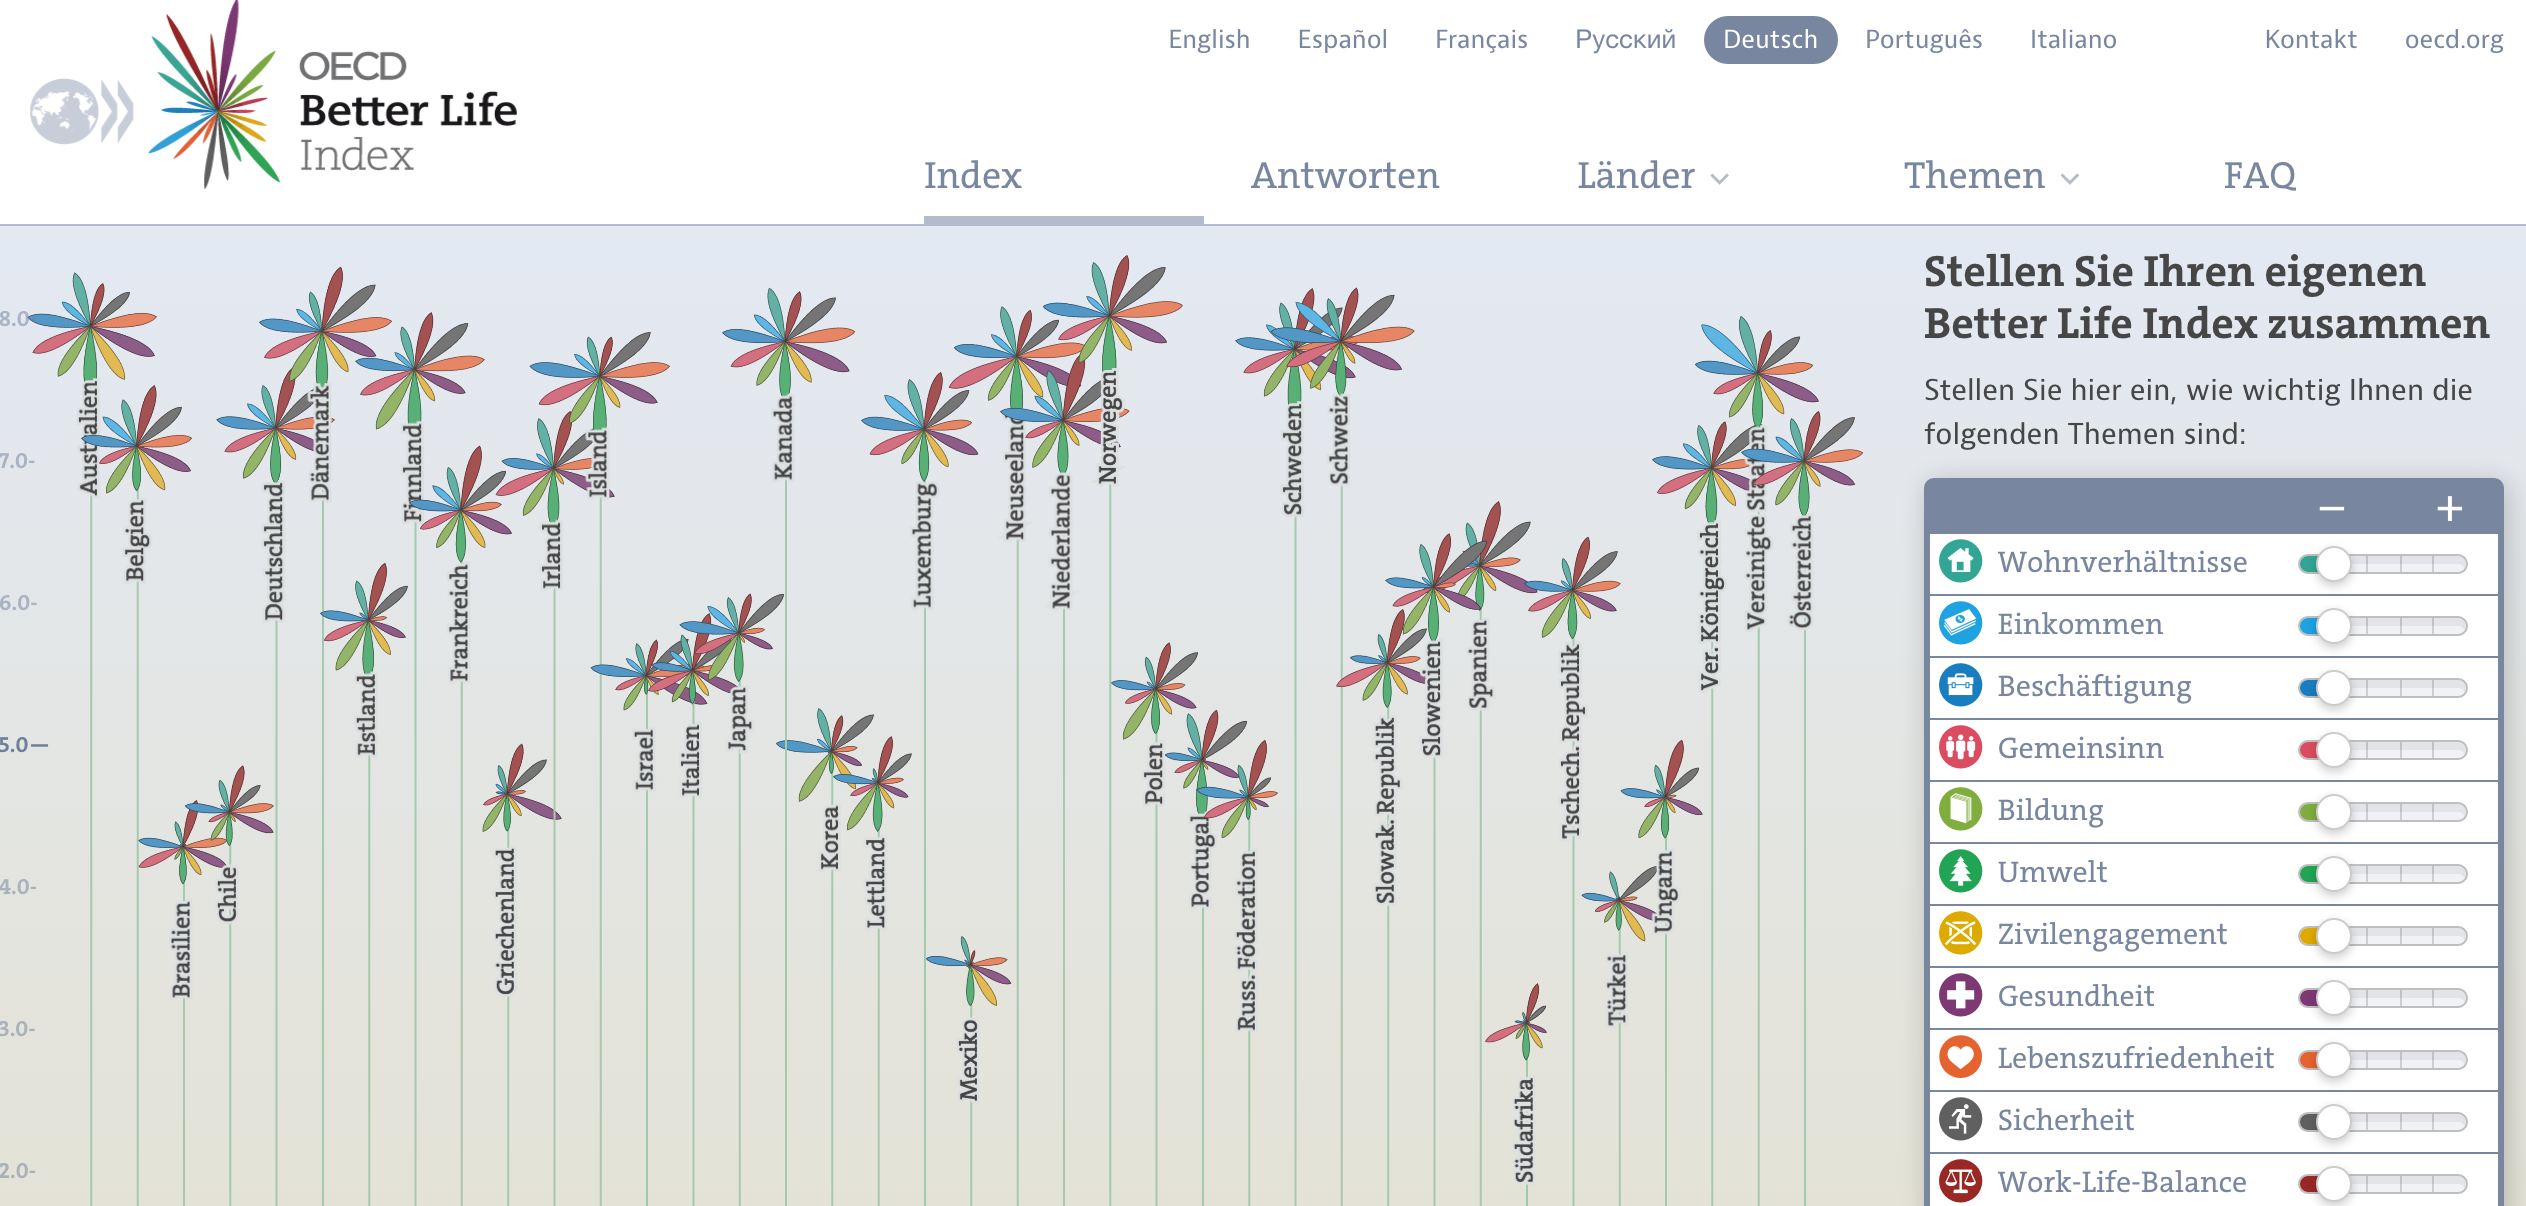 English Español Français Русский Deutsch Português Italiano Kontakt oecd.org
OECD
Better Life
Index
Index Antworten Länder Themen FAQ
8.0
7.0-
6.0-
5.0
4.0-
3.0-
2.0-
Australien
Belgien
Brasilien
Chile
Deutschland
Dänemark
Estland
Finnland
Frankreich
Griechenland
Irland
Island
Israel
Italien
Japan
Kanada
Korea
Lettland
Luxemburg
Mexiko
Neuseeland
Niederlande
Norwegen
Polen
Portugal
Russ. Föderation
Schweden
Schweiz
Slowak. Republik
Slowenien
Spanien
Südafrika
Tschech. Republik
Türkei
Ungarn
Ver. Königreich
Vereinigte Staaten
Österreich
Stellen Sie Ihren eigenen
Better Life Index zusammen
Stellen Sie hier ein, wie wichtig Ihnen die
folgenden Themen sind:
− +
Wohnverhältnisse
Einkommen
Beschäftigung
Gemeinsinn
Bildung
Umwelt
Zivilengagement
Gesundheit
Lebenszufriedenheit
Sicherheit
Work-Life-Balance